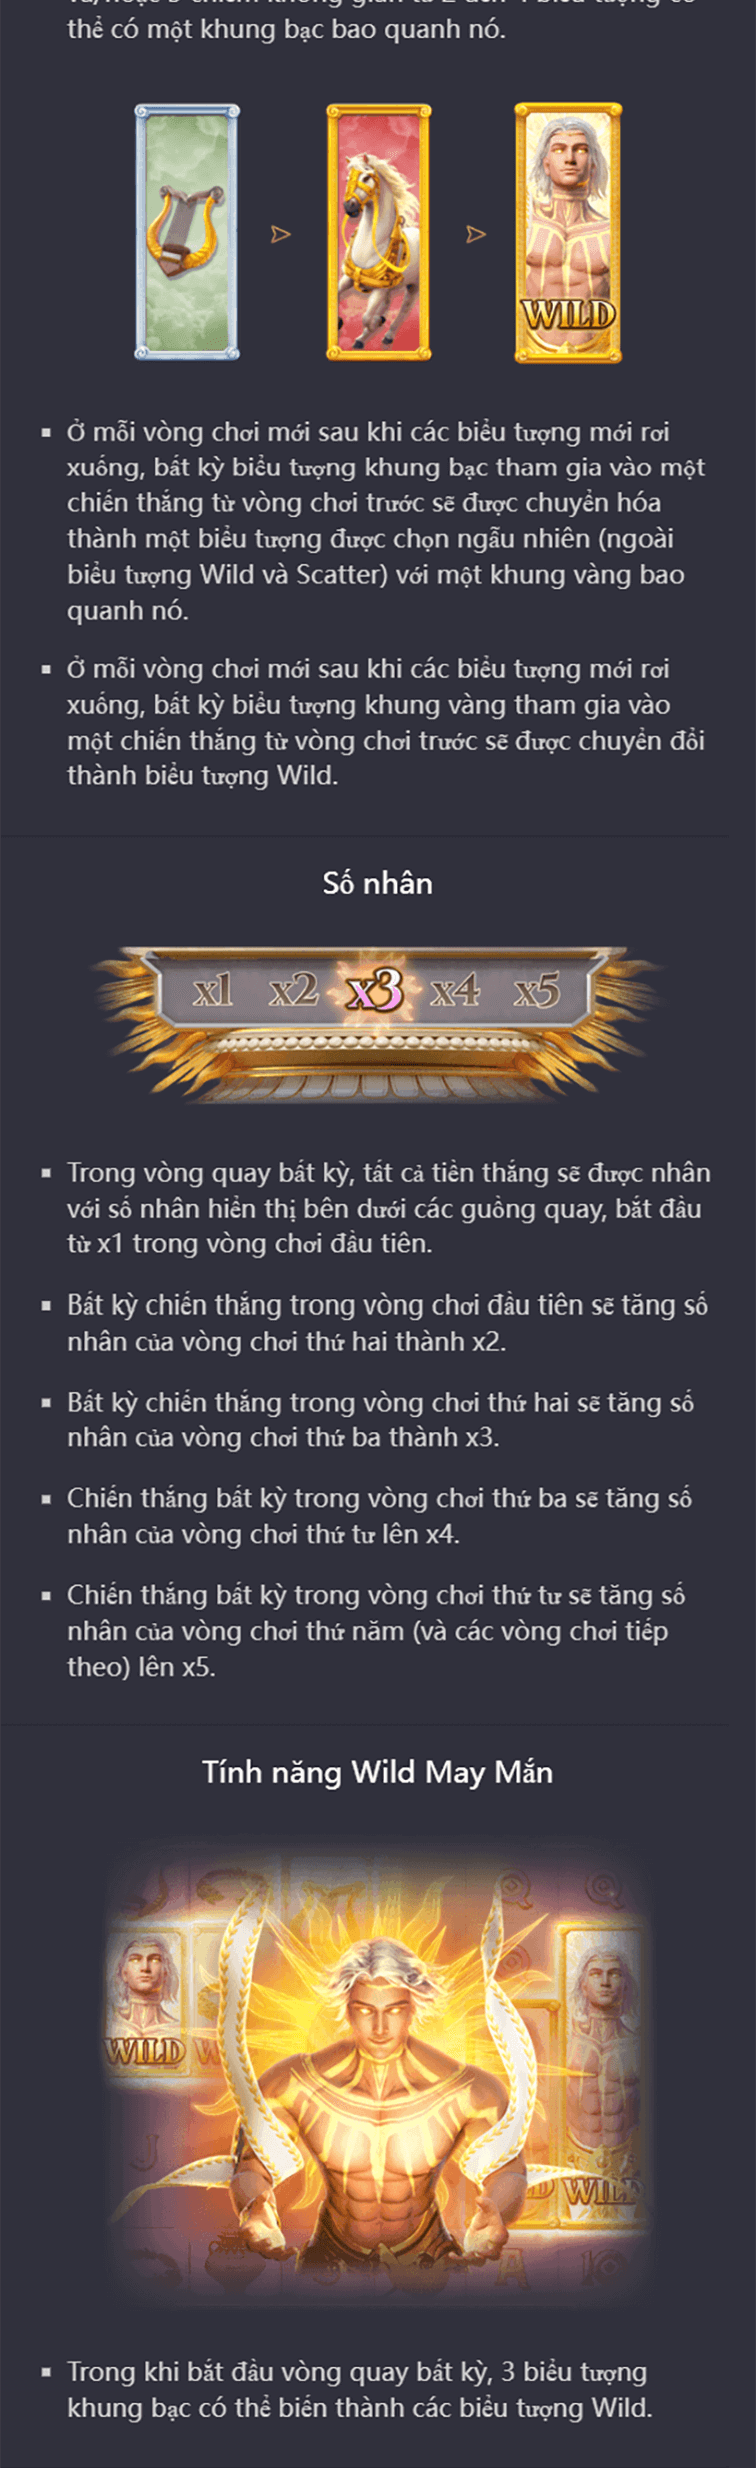 thể có một khung bạc bao quanh nó.
WILD
Ở mỗi vòng chơi mới sau khi các biểu tượng mới rơi
xuống, bất kỳ biểu tượng khung bạc tham gia vào một
chiến thắng từ vòng chơi trước sẽ được chuyển hóa
thành một biểu tượng được chọn ngẫu nhiên (ngoài
biểu tượng Wild và Scatter) với một khung vàng bao
quanh nó.
Ở mỗi vòng chơi mới sau khi các biểu tượng mới rơi
xuống, bất kỳ biểu tượng khung vàng tham gia vào
một chiến thắng từ vòng chơi trước sẽ được chuyển đổi
thành biểu tượng Wild.
Số nhân
x1 x2 x3 x4 x5
Trong vòng quay bất kỳ, tất cả tiền thắng sẽ được nhân
với số nhân hiển thị bên dưới các guồng quay, bắt đầu
từ x1 trong vòng chơi đầu tiên.
Bất kỳ chiến thắng trong vòng chơi đầu tiên sẽ tăng số
nhân của vòng chơi thứ hai thành x2.
Bất kỳ chiến thắng trong vòng chơi thứ hai sẽ tăng số
nhân của vòng chơi thứ ba thành x3.
Chiến thắng bất kỳ trong vòng chơi thứ ba sẽ tăng số
nhân của vòng chơi thứ tư lên x4.
Chiến thắng bất kỳ trong vòng chơi thứ tư sẽ tăng số
nhân của vòng chơi thứ năm (và các vòng chơi tiếp
theo) lên x5.
Tính năng Wild May Mắn
WILD
WILD
Trong khi bắt đầu vòng quay bất kỳ, 3 biểu tượng
khung bạc có thể biến thành các biểu tượng Wild.